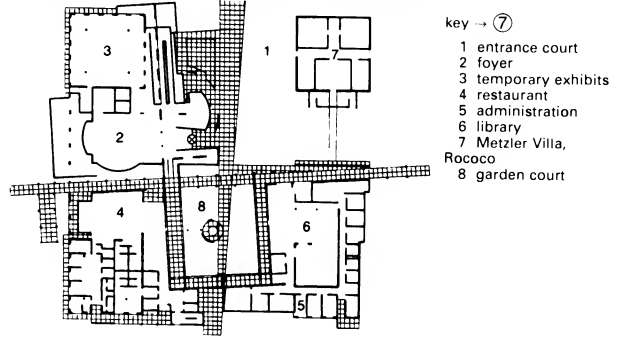 3
1
7
2
4
8
6
5
key → ⑦
1 entrance court
2 foyer
3 temporary exhibits
4 restaurant
5 administration
6 library
7 Metzler Villa,
Rococo
8 garden court